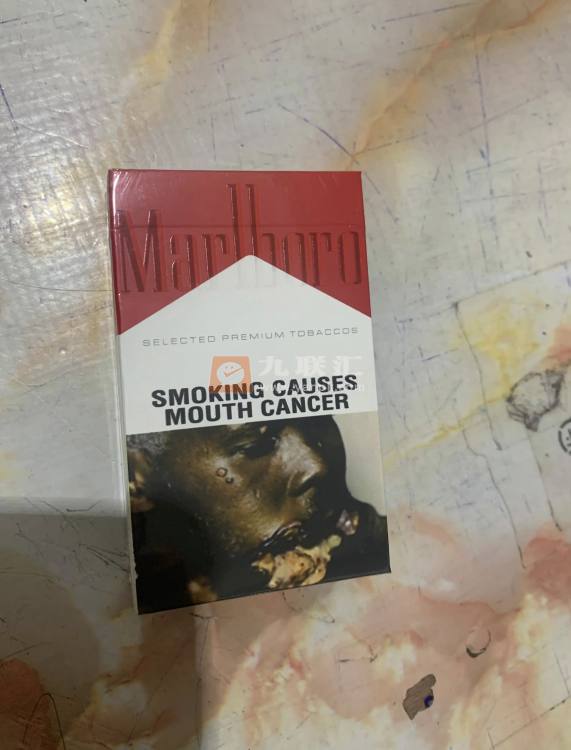 Marlboro
SELECTED PREMIUM TOBACCOS
九联汇
SMOKING CAUSES
MOUTH CANCER